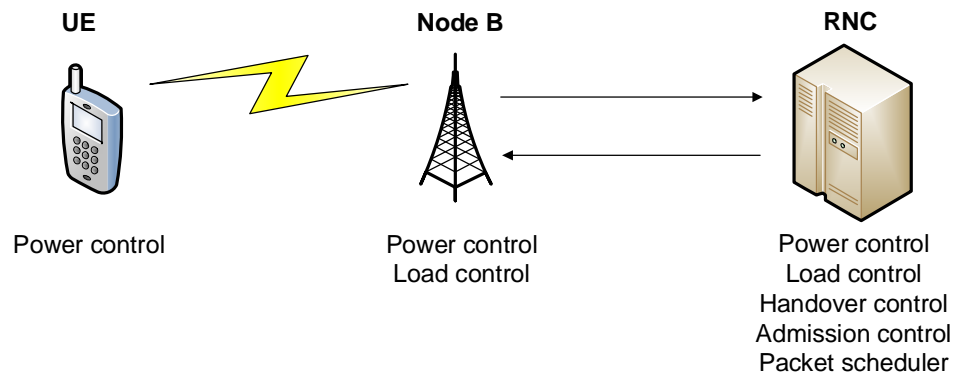 UE
Node B
RNC
Power control
Power control
Load control
Power control
Load control
Handover control
Admission control
Packet scheduler